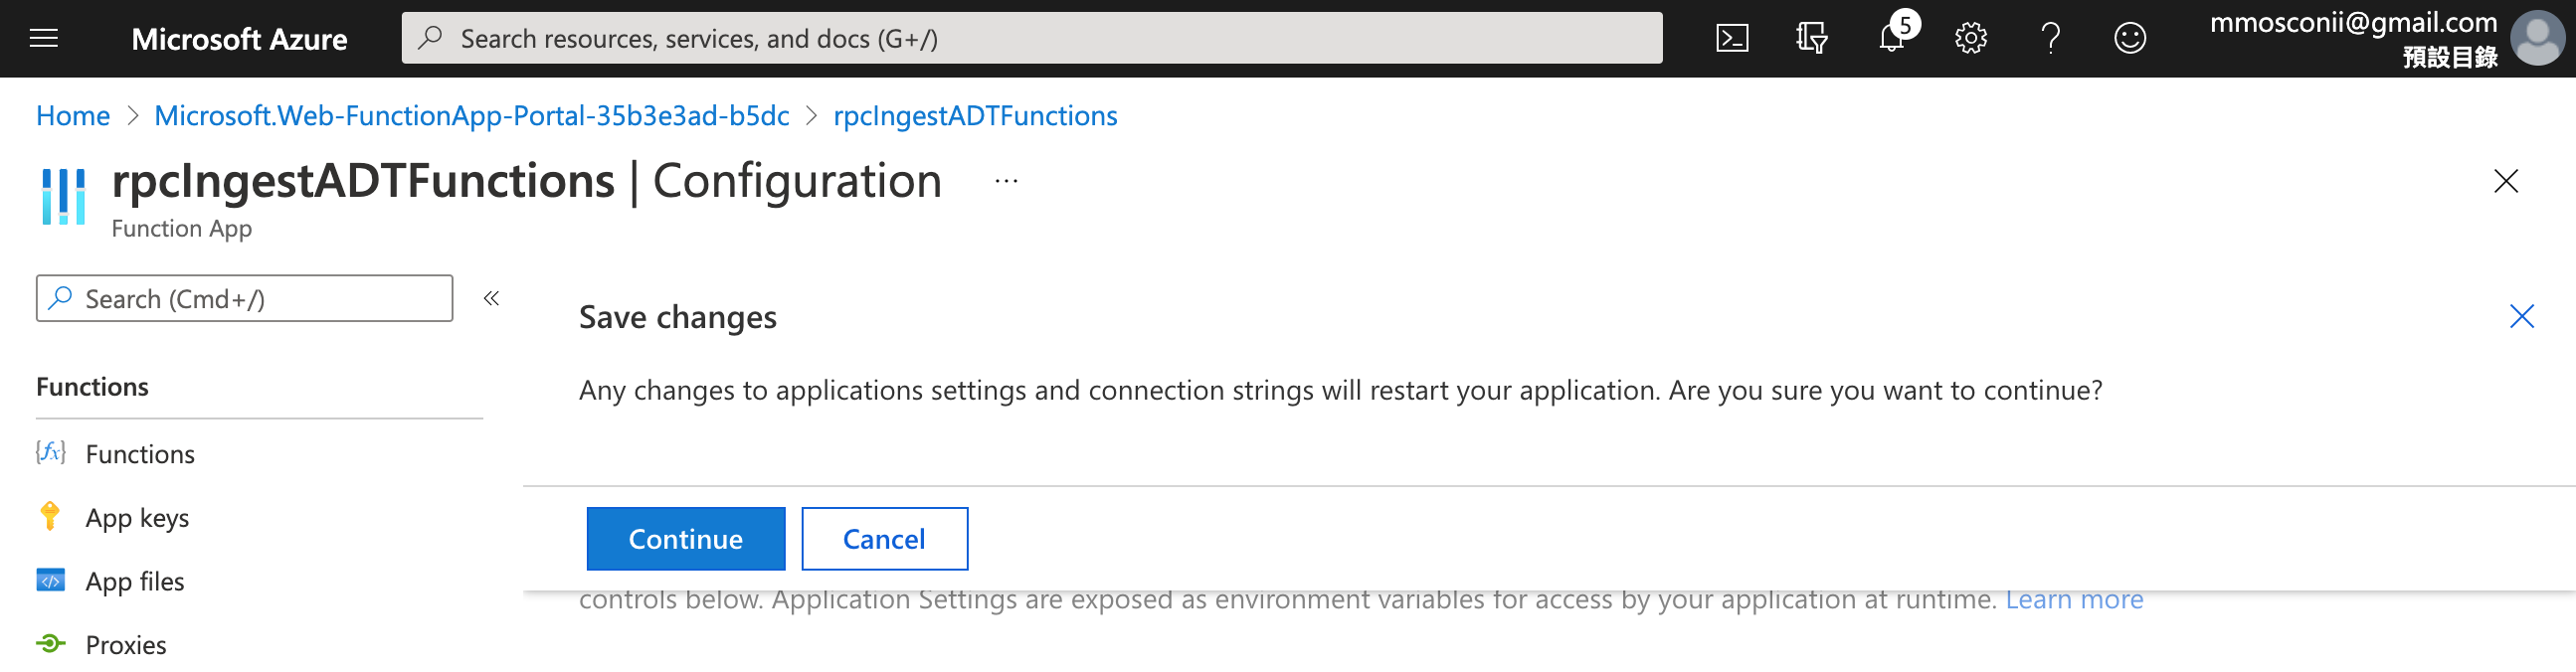 Microsoft Azure
Search resources, services, and docs (G+/)
5
mmosconii@gmail.com
預設目錄
Home > Microsoft.Web-FunctionApp-Portal-35b3e3ad-b5dc > rpcIngestADTFunctions
rpcIngestADTFunctions | Configuration ...
Function App
Search (Cmd+/)
«
Functions
Functions
App keys
App files
Proxies
Save changes
Any changes to applications settings and connection strings will restart your application. Are you sure you want to continue?
Continue
Cancel
controls below. Application Settings are exposed as environment variables for access by your application at runtime. Learn more